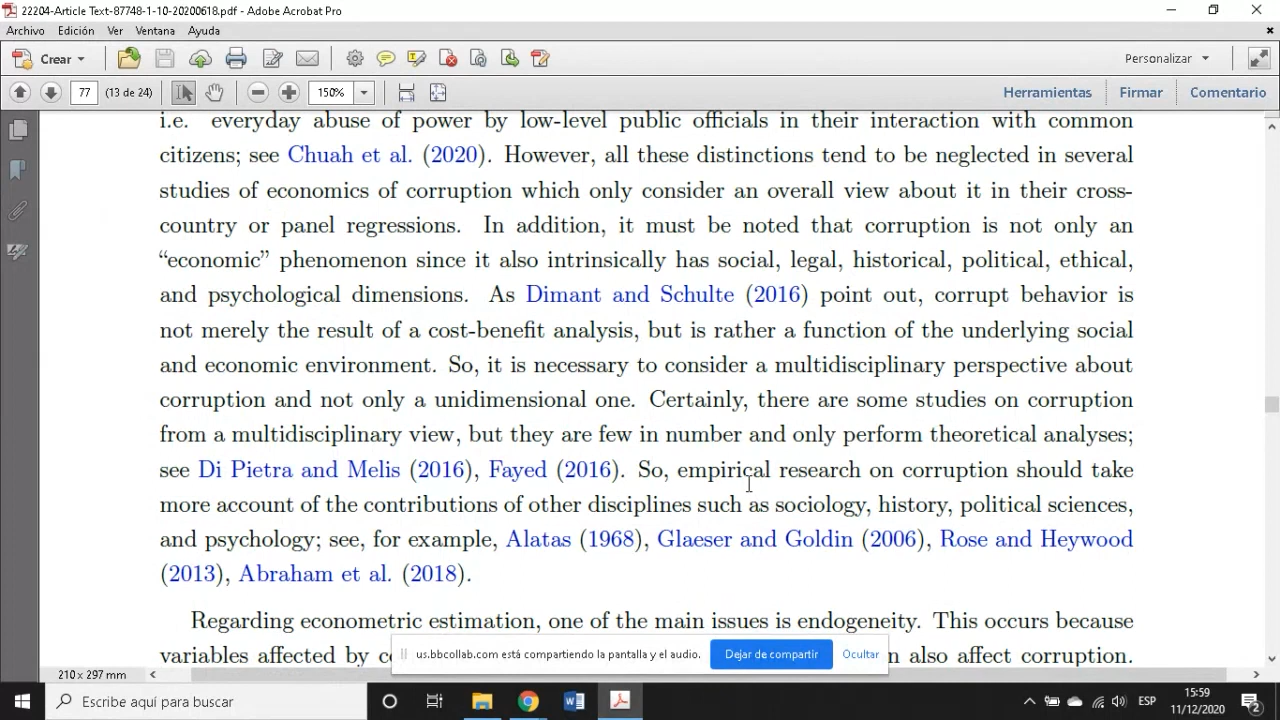 22204-Article Text-87748-1-10-20200618.pdf - Adobe Acrobat Pro
Archivo Edición Ver Ventana Ayuda
Crear Personalizar
77 (13 de 24) 150% Herramientas Firmar Comentario
i.e. everyday abuse of power by low-level public officials in their interaction with common
citizens; see Chuah et al. (2020). However, all these distinctions tend to be neglected in several
studies of economics of corruption which only consider an overall view about it in their cross-
country or panel regressions. In addition, it must be noted that corruption is not only an
“economic” phenomenon since it also intrinsically has social, legal, historical, political, ethical,
and psychological dimensions. As Dimant and Schulte (2016) point out, corrupt behavior is
not merely the result of a cost-benefit analysis, but is rather a function of the underlying social
and economic environment. So, it is necessary to consider a multidisciplinary perspective about
corruption and not only a unidimensional one. Certainly, there are some studies on corruption
from a multidisciplinary view, but they are few in number and only perform theoretical analyses;
see Di Pietra and Melis (2016), Fayed (2016). So, empirical research on corruption should take
more account of the contributions of other disciplines such as sociology, history, political sciences,
and psychology; see, for example, Alatas (1968), Glaeser and Goldin (2006), Rose and Heywood
(2013), Abraham et al. (2018).
Regarding econometric estimation, one of the main issues is endogeneity. This occurs because
variables affected by also affect corruption.
us.bbcollab.com está compartiendo la pantalla y el audio. Dejar de compartir Ocultar
210 x 297 mm
Escribe aquí para buscar ESP 15:59
11/12/2020 2